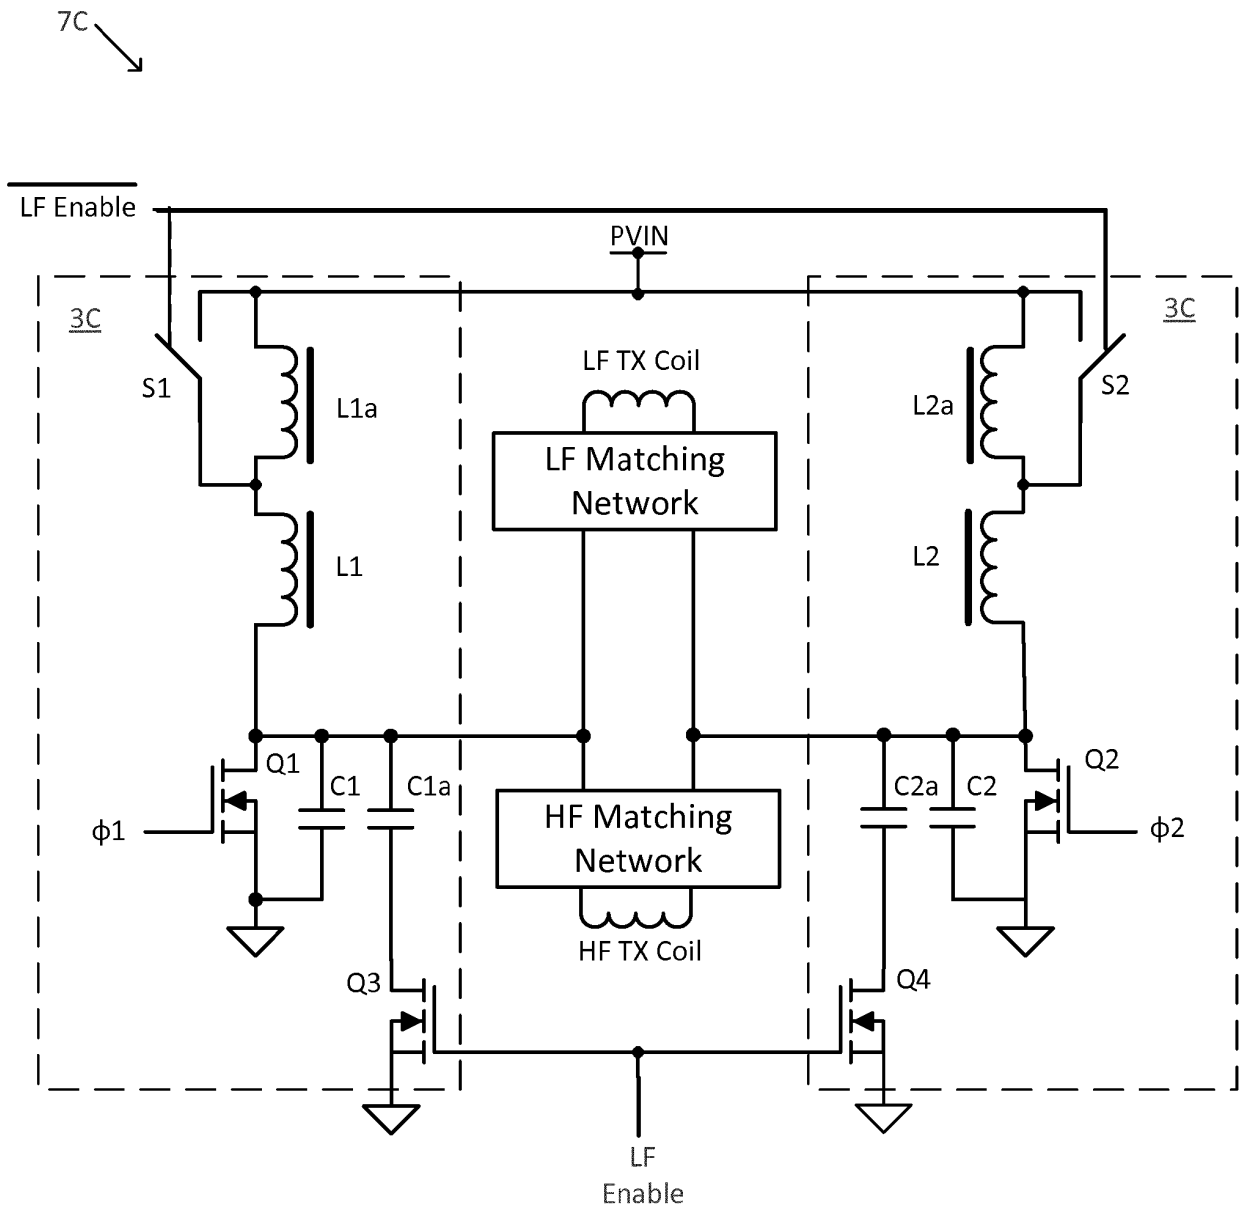 7C
LF Enable
PVIN
3C
3C
S1
L1a
LF TX Coil
L2a
S2
LF Matching
Network
L1
L2
Q1
C1
C1a
C2a
C2
Q2
ϕ1
HF Matching
Network
ϕ2
HF TX Coil
Q3
Q4
LF
Enable